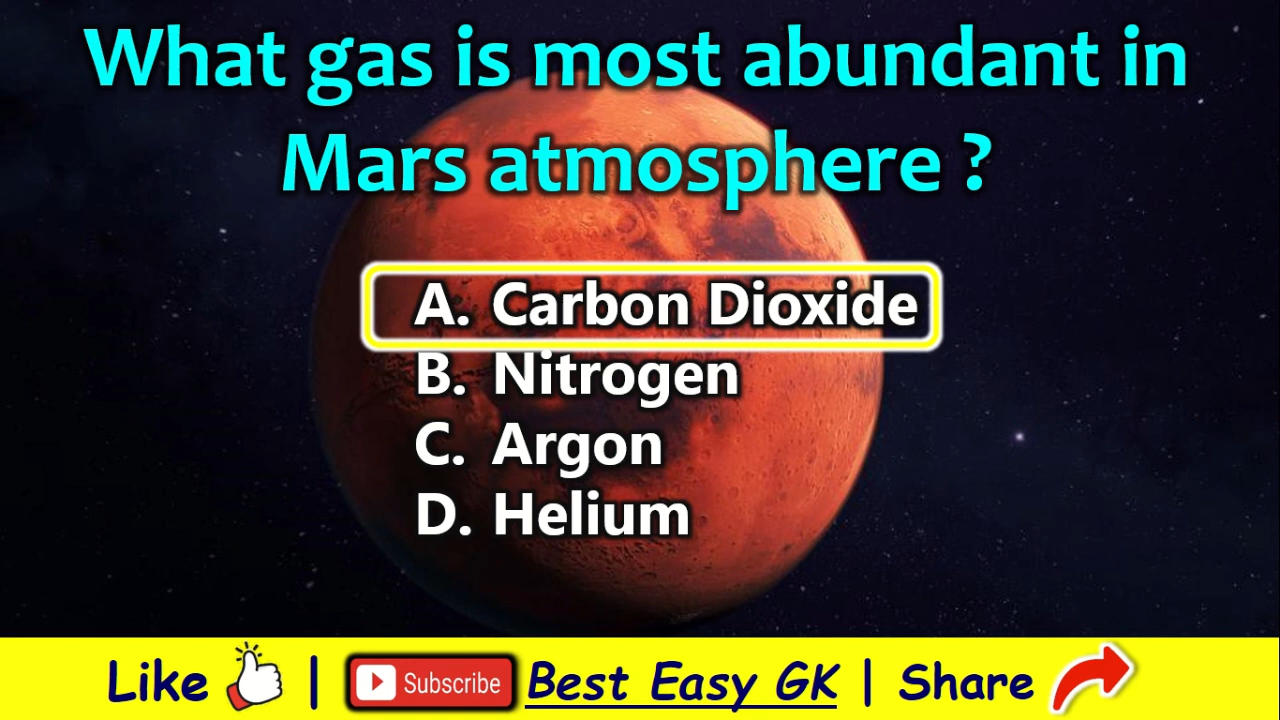 What gas is most abundant in
Mars atmosphere ?
A. Carbon Dioxide
B. Nitrogen
C. Argon
D. Helium
Like | Subscribe Best Easy GK | Share